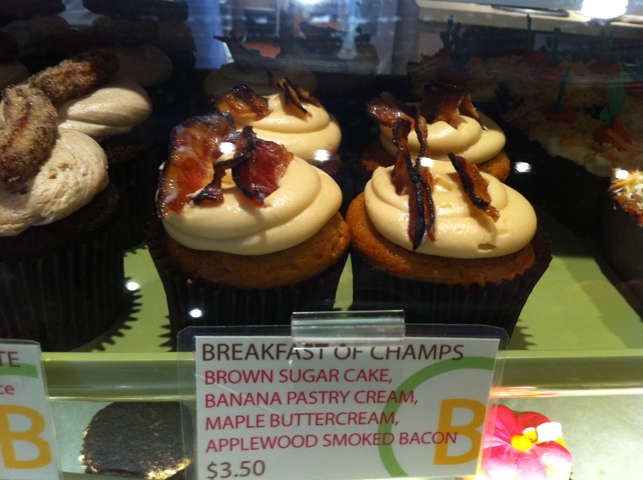 BREAKFAST OF CHAMPS
BROWN SUGAR CAKE,
BANANA PASTRY CREAM,
MAPLE BUTTERCREAM,
APPLEWOOD SMOKED BACON
$3.50
B
B